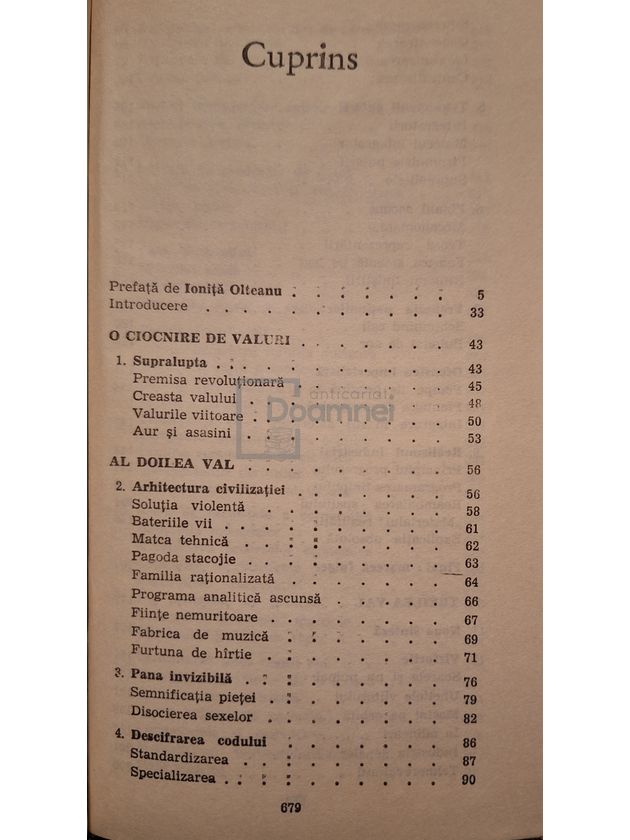 Cuprins
Prefață de Ioniță Olteanu . . . . . . . 5
Introducere . . . . . . . . . . . 33
O CIOCNIRE DE VALURI . . . . . . . 43
1. Supralupta . . . . . . . . . . 43
Premisa revoluționară . . . . . . . 45
Creasta valului . . . . . . . . . 48
Valurile viitoare . . . . . . . . . 50
Aur și asasini . . . . . . . . . 53
AL DOILEA VAL . . . . . . . . . 56
2. Arhitectura civilizației . . . . . . . 56
Soluția violentă . . . . . . . . 58
Bateriile vii . . . . . . . . . . 61
Matca tehnică . . . . . . . . . 62
Pagoda stacojie . . . . . . . . 63
Familia raționalizată . . . . . . . 64
Programa analitică ascunsă . . . . . 66
Ființe nemuritoare . . . . . . . . 67
Fabrica de muzică . . . . . . . 69
Furtuna de hîrtie . . . . . . . . 71
3. Pana invizibilă . . . . . . . . . 76
Semnificația pieței . . . . . . . . 79
Disocierea sexelor . . . . . . . . 82
4. Descifrarea codului . . . . . . . 86
Standardizarea . . . . . . . . . 87
Specializarea . . . . . . . . . . 90
679
anticariat
Doamnei